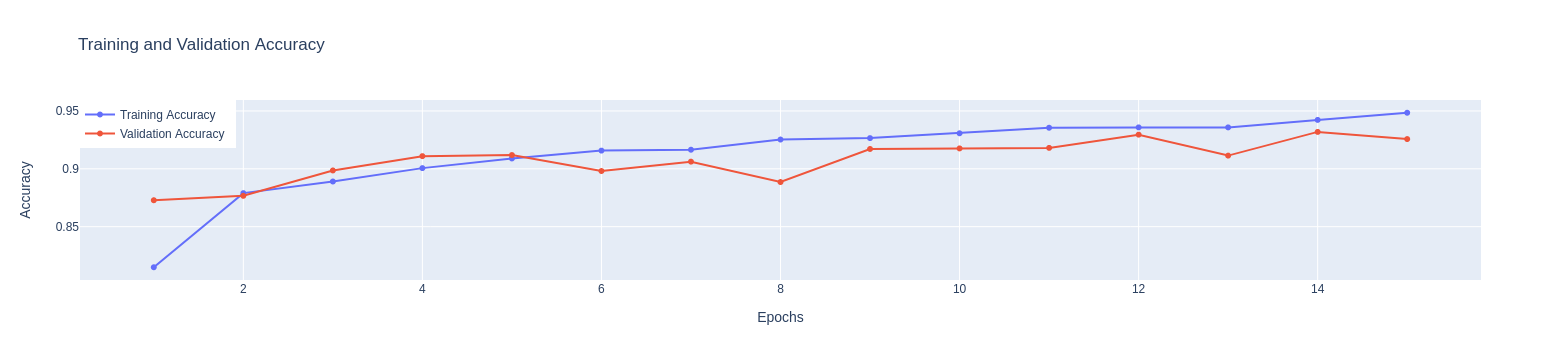 Training and Validation Accuracy
Training Accuracy
Validation Accuracy
0.95
0.9
0.85
Accuracy
2 4 6 8 10 12 14
Epochs